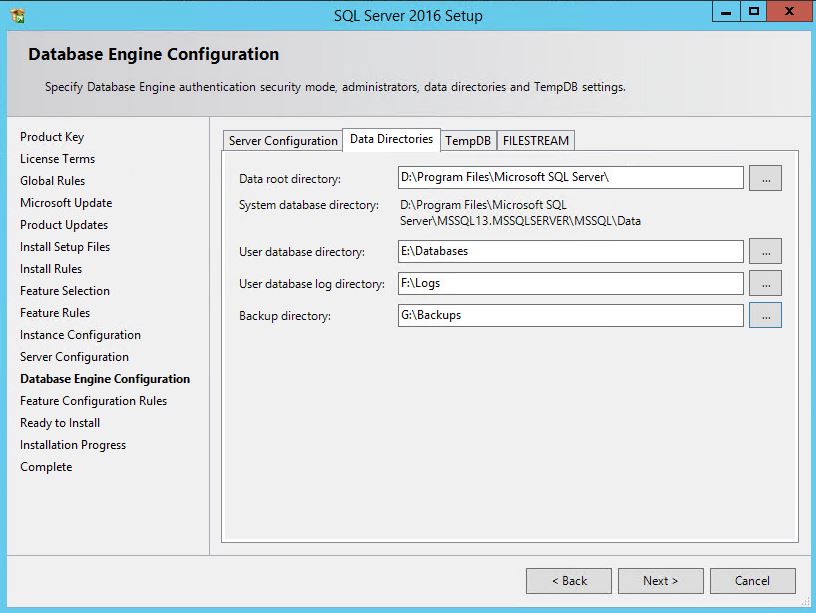 SQL Server 2016 Setup
Database Engine Configuration
Specify Database Engine authentication security mode, administrators, data directories and TempDB settings.
Product Key
License Terms
Global Rules
Microsoft Update
Product Updates
Install Setup Files
Install Rules
Feature Selection
Feature Rules
Instance Configuration
Server Configuration
Database Engine Configuration
Feature Configuration Rules
Ready to Install
Installation Progress
Complete
Server Configuration Data Directories TempDB FILESTREAM
Data root directory: D:\Program Files\Microsoft SQL Server\ ...
System database directory: D:\Program Files\Microsoft SQL
Server\MSSQL13.MSSQLSERVER\MSSQL\Data
User database directory: E:\Databases ...
User database log directory: F:\Logs ...
Backup directory: G:\Backups ...
< Back Next > Cancel